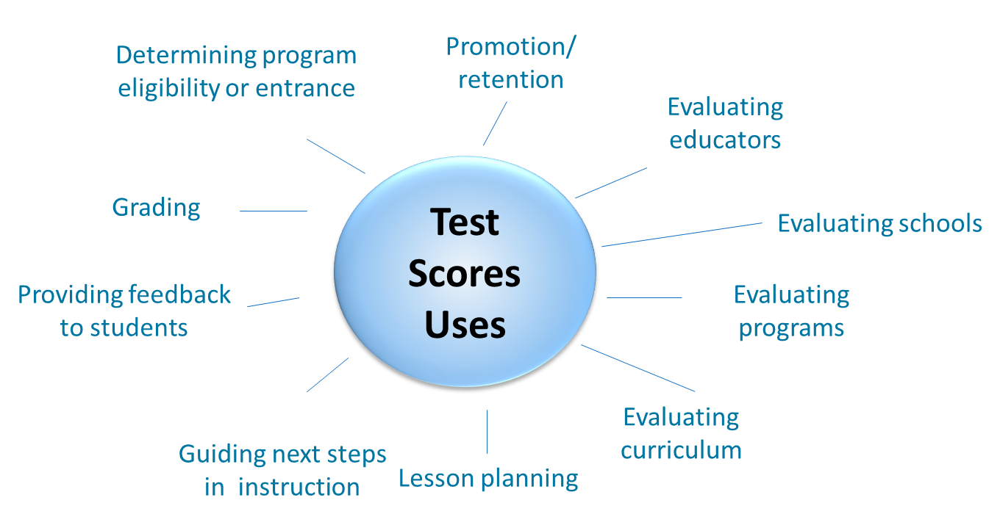 Determining program
eligibility or entrance
Promotion/
retention
Evaluating
educators
Evaluating schools
Evaluating
programs
Evaluating
curriculum
Lesson planning
Guiding next steps
in  instruction
Providing feedback
to students
Grading
Test
Scores
Uses